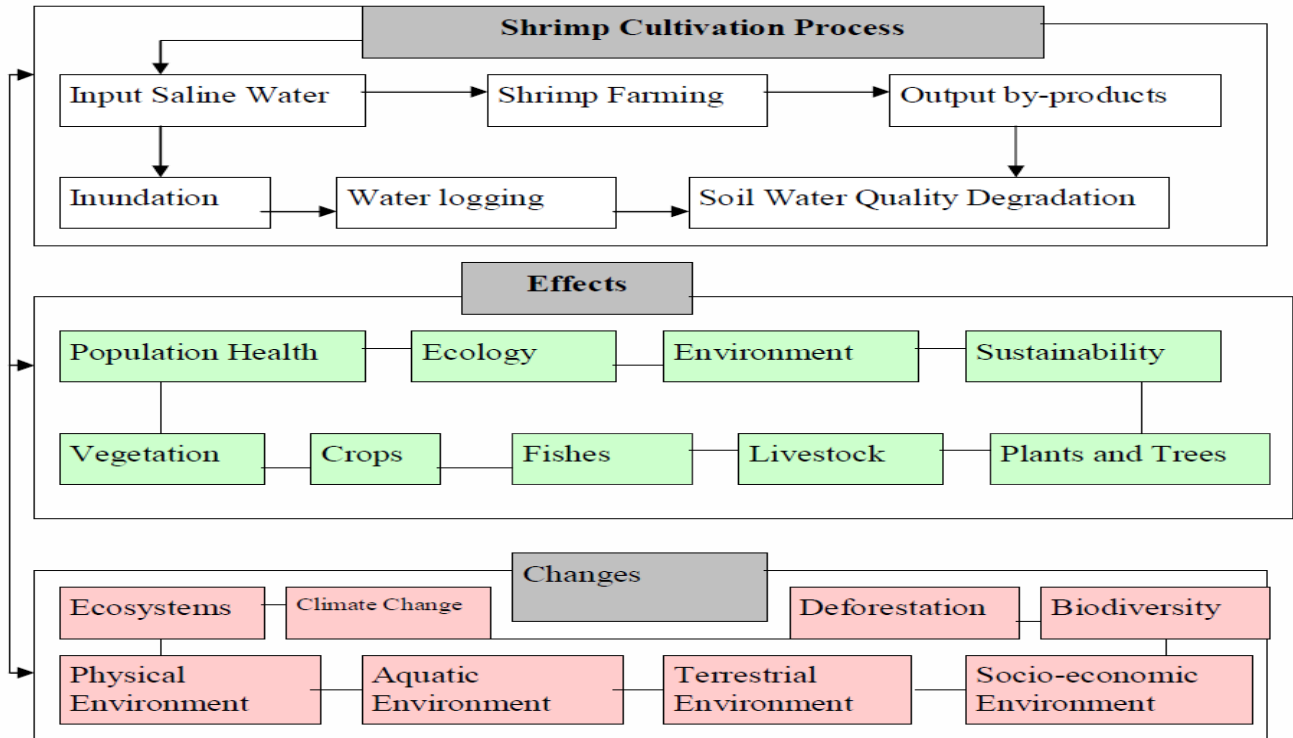 Shrimp Cultivation Process
Input Saline Water
Shrimp Farming
Output by-products
Inundation
Water logging
Soil Water Quality Degradation
Effects
Population Health
Ecology
Environment
Sustainability
Vegetation
Crops
Fishes
Livestock
Plants and Trees
Changes
Ecosystems
Climate Change
Deforestation
Biodiversity
Physical
Environment
Aquatic
Environment
Terrestrial
Environment
Socio-economic
Environment